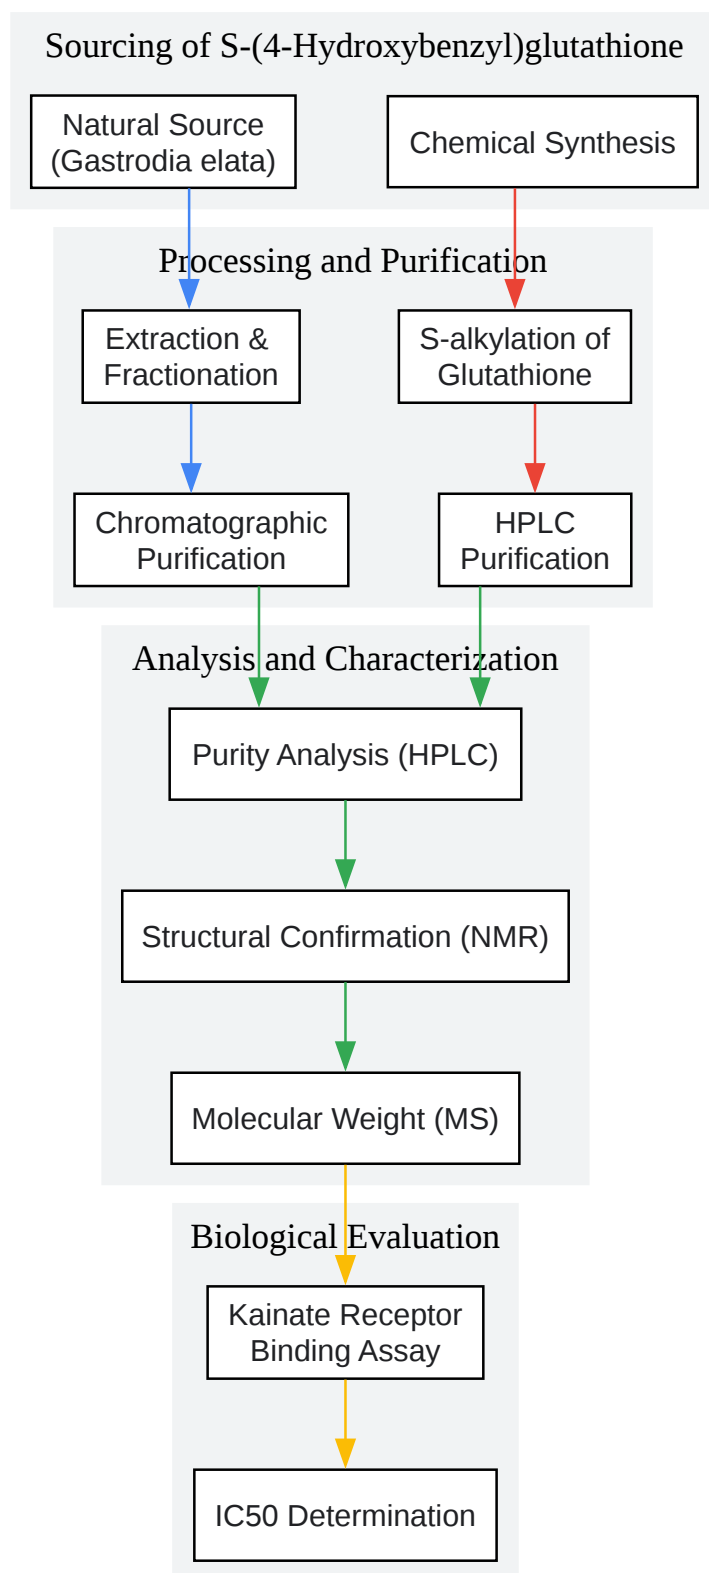 Sourcing of S-(4-Hydroxybenzyl)glutathione
Natural Source
(Gastrodia elata)
Chemical Synthesis
Processing and Purification
Extraction &
Fractionation
S-alkylation of
Glutathione
Chromatographic
Purification
HPLC
Purification
Analysis and Characterization
Purity Analysis (HPLC)
Structural Confirmation (NMR)
Molecular Weight (MS)
Biological Evaluation
Kainate Receptor
Binding Assay
IC50 Determination